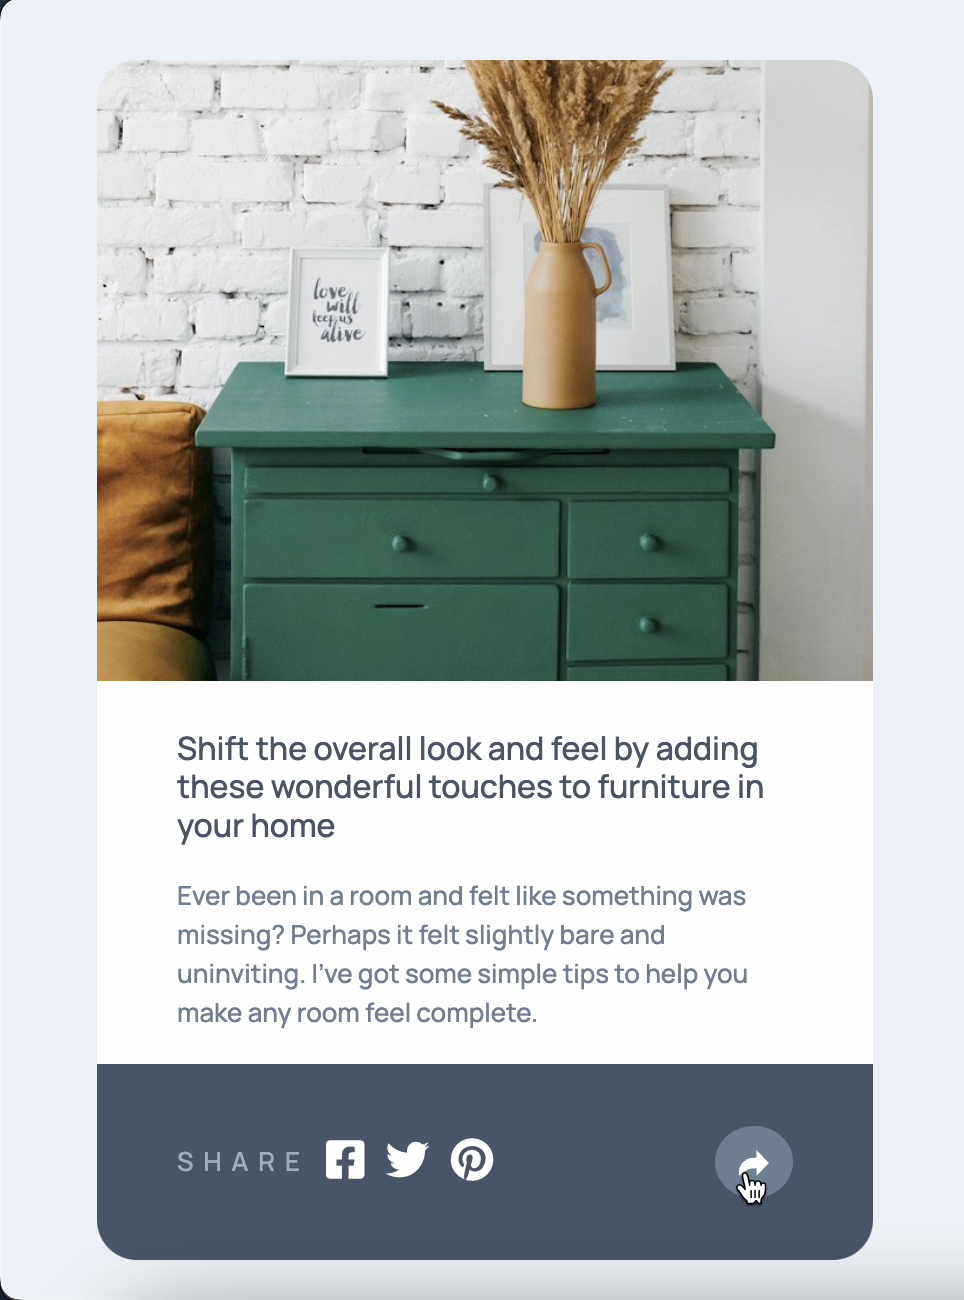 love
will
keep us
alive
Shift the overall look and feel by adding
these wonderful touches to furniture in
your home
Ever been in a room and felt like something was
missing? Perhaps it felt slightly bare and
uninviting. I’ve got some simple tips to help you
make any room feel complete.
SHARE